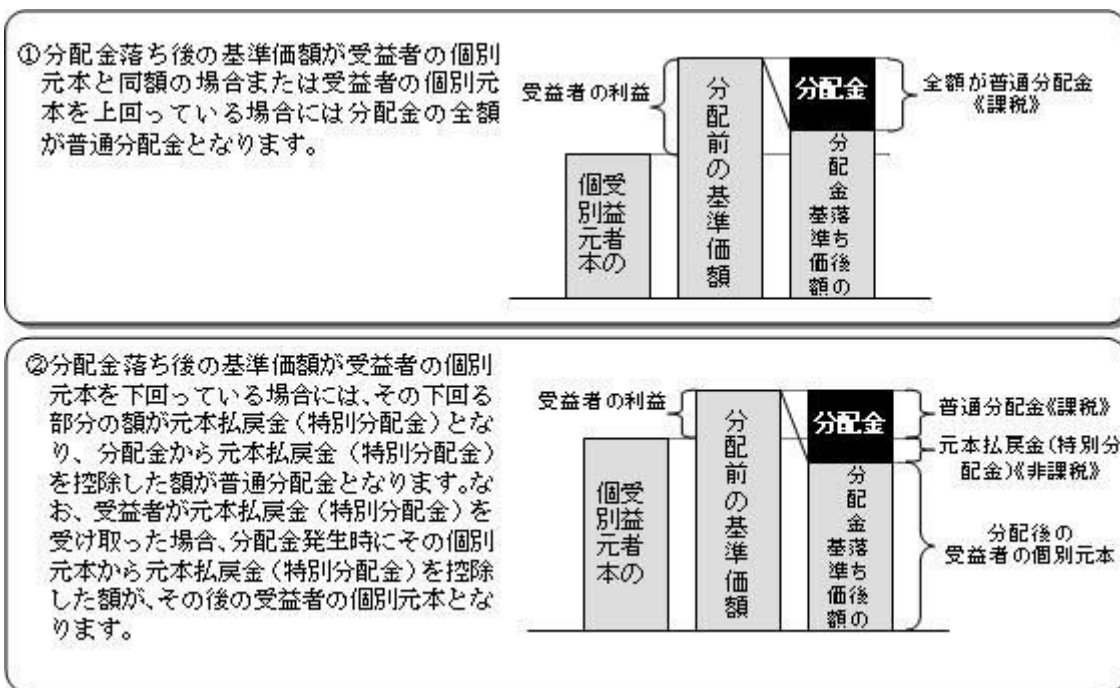 ①分配金落ち後の基準価額が受益者の個別
元本と同額の場合または受益者の個別元
本を上回っている場合には分配金の全額
が普通分配金となります。
受益者の利益
受益者の
個別元本
分配前の基準価額
分配金
分配金落ち後の
基準価額
全額が普通分配金
《課税》
②分配金落ち後の基準価額が受益者の個別
元本を下回っている場合には、その下回る
部分の額が元本払戻金(特別分配金)とな
り、分配金から元本払戻金(特別分配金)
を控除した額が普通分配金となります。な
お、受益者が元本払戻金(特別分配金)を
受け取った場合、分配金発生時にその個別
元本から元本払戻金(特別分配金)を控除
した額が、その後の受益者の個別元本とな
ります。
受益者の利益
受益者の
個別元本
分配前の基準価額
分配金
分配金落ち後の
基準価額
普通分配金《課税》
元本払戻金(特別分
配金)《非課税》
分配後の
受益者の個別元本